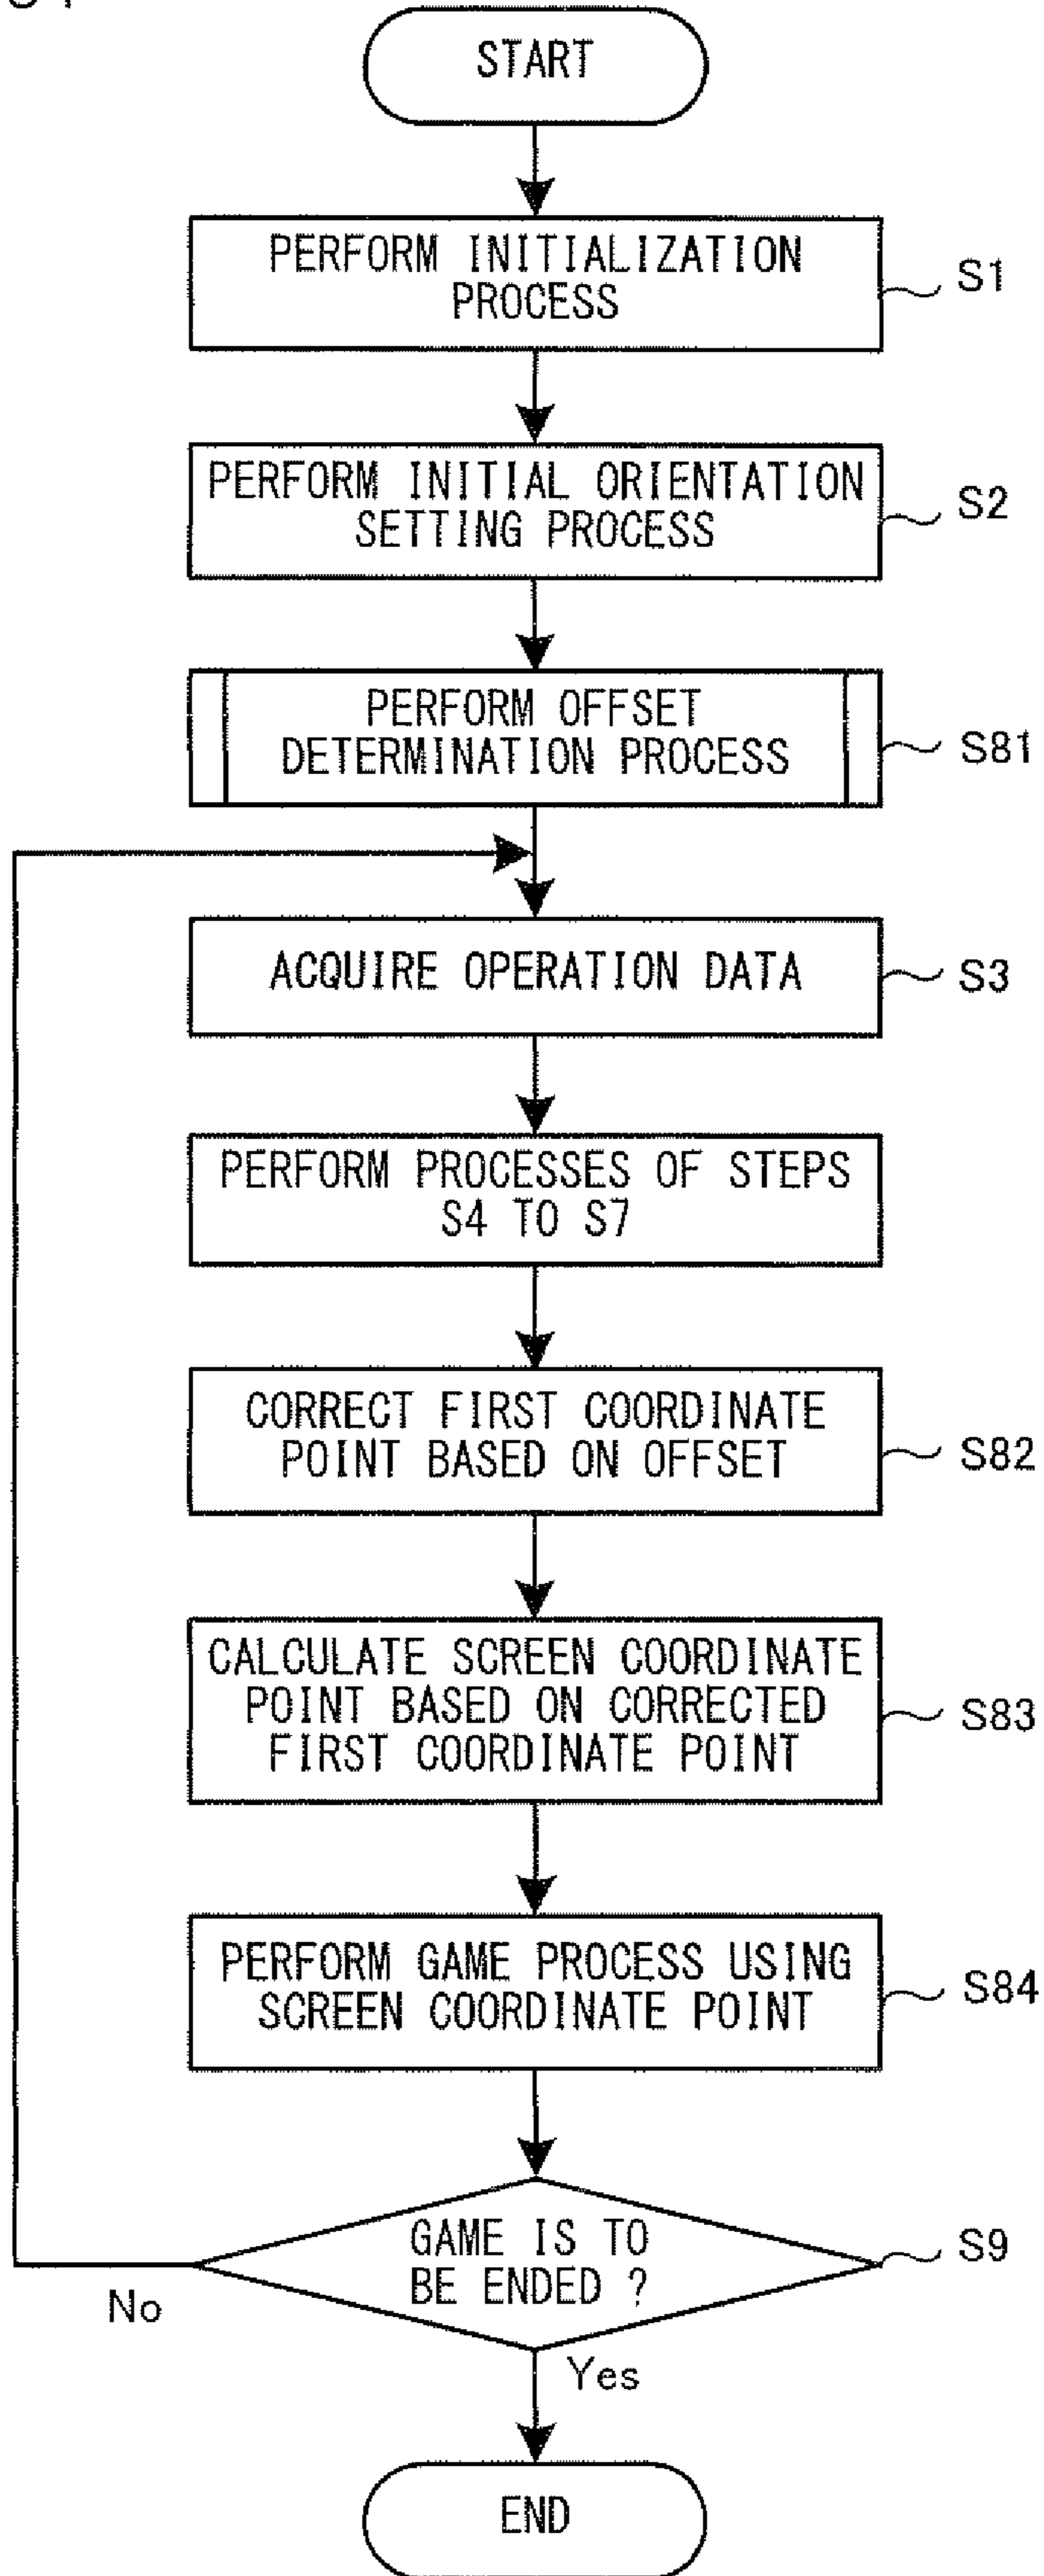 START
PERFORM INITIALIZATION
PROCESS
S1
PERFORM INITIAL ORIENTATION
SETTING PROCESS
S2
PERFORM OFFSET
DETERMINATION PROCESS
S81
ACQUIRE OPERATION DATA
S3
PERFORM PROCESSES OF STEPS
S4 TO S7
CORRECT FIRST COORDINATE
POINT BASED ON OFFSET
S82
CALCULATE SCREEN COORDINATE
POINT BASED ON CORRECTED
FIRST COORDINATE POINT
S83
PERFORM GAME PROCESS USING
SCREEN COORDINATE POINT
S84
GAME IS TO
BE ENDED ?
S9
No
Yes
END